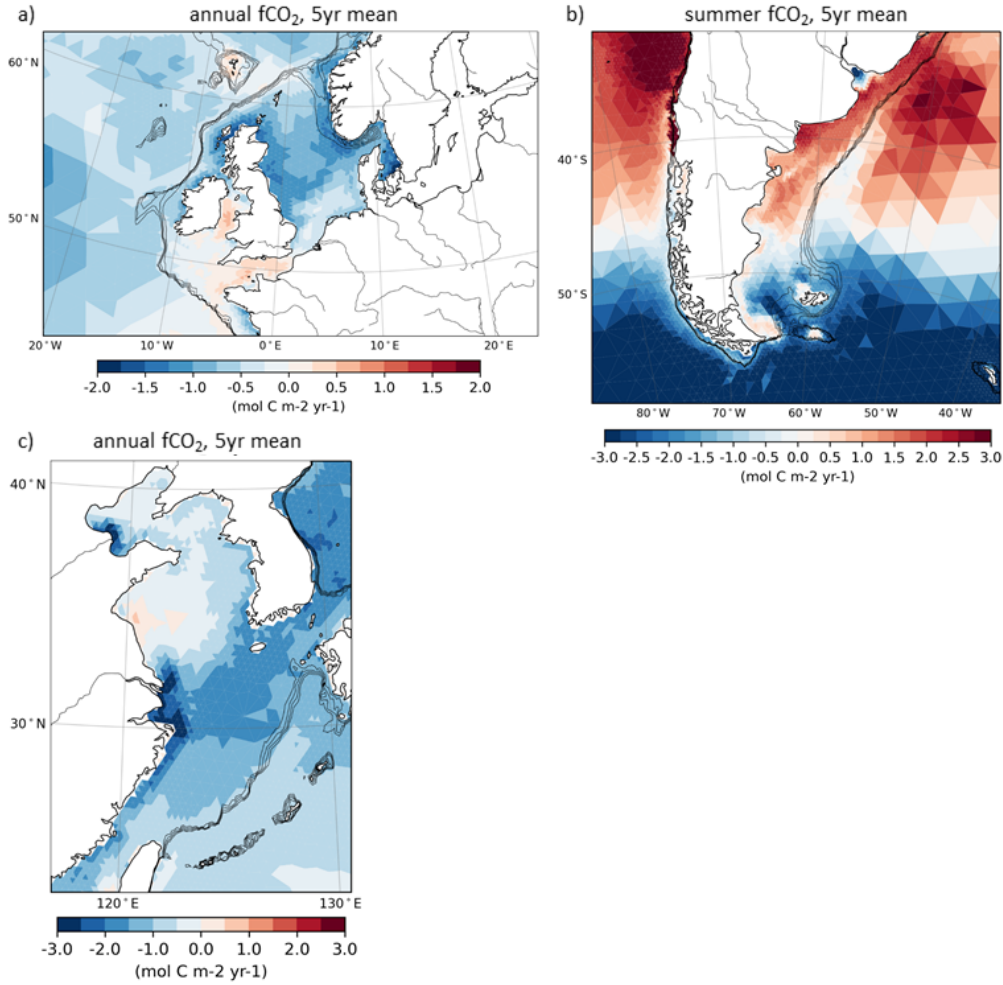 a) annual fCO₂, 5yr mean
60°N
50°N
20°W 10°W 0°E 10°E 20°E
-2.0 -1.5 -1.0 -0.5 0.0 0.5 1.0 1.5 2.0
(mol C m-2 yr-1)
b) summer fCO₂, 5yr mean
40°S
50°S
80°W 70°W 60°W 50°W 40°W
-3.0 -2.5 -2.0 -1.5 -1.0 -0.5 0.0 0.5 1.0 1.5 2.0 2.5 3.0
(mol C m-2 yr-1)
c) annual fCO₂, 5yr mean
40°N
30°N
120°E 130°E
-3.0 -2.0 -1.0 0.0 1.0 2.0 3.0
(mol C m-2 yr-1)